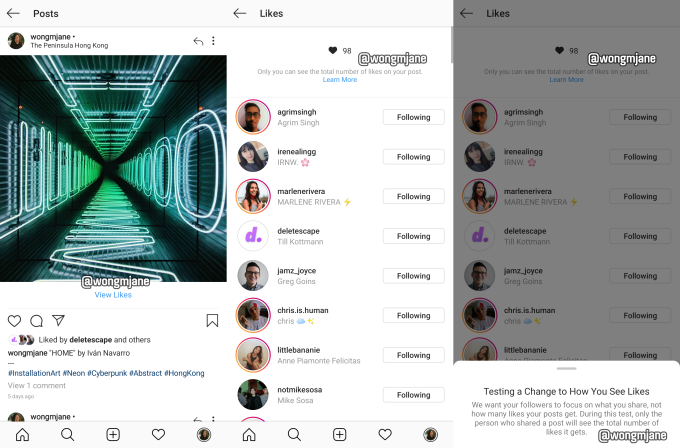 Posts
wongmjane •
The Peninsula Hong Kong
@wongmjane
View Likes
Liked by deletescape and others
wongmjane "HOME" by Iván Navarro
—
#InstallationArt #Neon #Cyberpunk #Abstract #HongKong
View 1 comment
5 days ago
wongmjane •
Likes
98
@wongmjane
Only you can see the total number of likes on your post.
Learn More
agrimsingh
Agrim Singh
Following
irenealingg
IRNW. 🌸
Following
marlenerivera
MARLENE RIVERA ⚡
Following
d.
deletescape
Till Kottmann
Following
jamz_joyce
Greg Goins
Following
chris.is.human
chris 🌧️✨
Following
littlebananie
Anne Piamonte Felicitas
Following
notmikesosa
Mike Sosa
Following
Likes
98
@wongmjane
Only you can see the total number of likes on your post.
Learn More
agrimsingh
Agrim Singh
Following
irenealingg
IRNW. 🌸
Following
marlenerivera
MARLENE RIVERA ⚡
Following
d.
deletescape
Till Kottmann
Following
jamz_joyce
Greg Goins
Following
chris.is.human
chris 🌧️✨
Following
littlebananie
Anne Piamonte Felicitas
Following
Testing a Change to How You See Likes
We want your followers to focus on what you share, not
how many likes your posts get. During this test, only the
person who shared a post will see the total number of
likes it gets.
@wongmjane